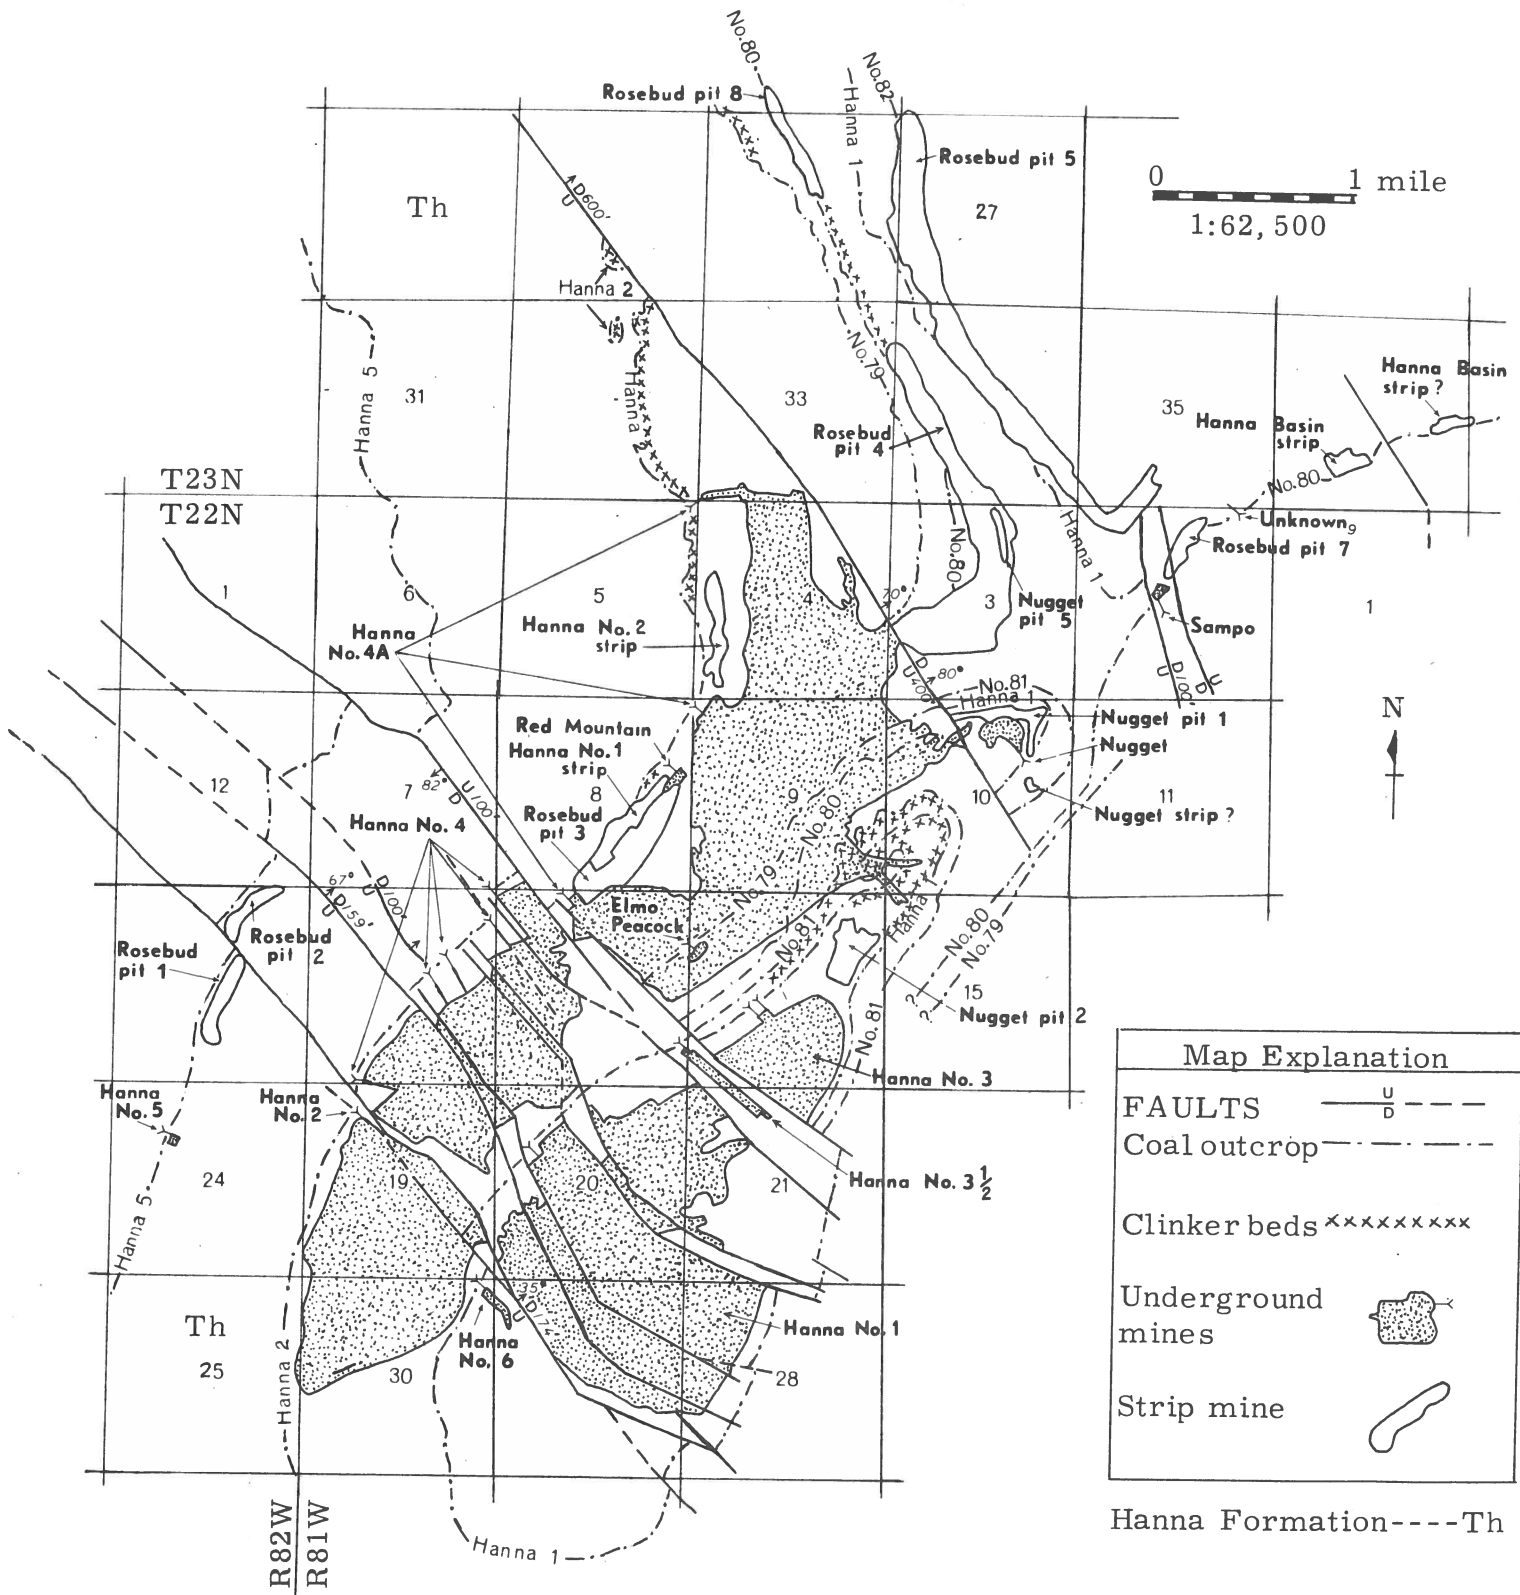 No.80
No.82
Rosebud pit 8
Hanna 1
Rosebud pit 5
0 1 mile
1:62,500
27
Th
D600'
U
Hanna 2
No.79
Hanna 5
Hanna 2
31
33
35
Rosebud
pit 4
Hanna Basin
strip ?
Hanna Basin
strip
No.80
T23N
T22N
Unknown
9
Rosebud pit 7
Hanna 1
No.80
70°
1
6
5
4
3
1
Nugget
pit 5
Sampo
Hanna
No.4A
Hanna No.2
strip
D
U
400'
80°
U
D100'
U
D
No.81
Hanna 1
N
Nugget pit 1
Nugget
Red Mountain
Hanna No.1
strip
12
7
82°
U100'
D
8
9
10
11
No.80
Nugget strip ?
Rosebud
pit 3
Hanna No.4
No.79
67°
D159'
U
D100'
U
Elmo
Peacock
No.81
Hanna
No.80
No.79
Rosebud
pit 1
Rosebud
pit 2
?
?
15
Nugget pit 2
No.81
Hanna No.3
Hanna
No.5
Hanna
No.2
24
19
20
21
Hanna No.3 1/2
Hanna 5
35°
D174'
U
Hanna No.1
Th
25
Hanna 2
30
Hanna
No.6
28
Hanna 1
R82W
R81W
Map Explanation
FAULTS U
D
Coal outcrop
Clinker beds xxxxxxxxx
Underground
mines
Strip mine
Hanna Formation----Th